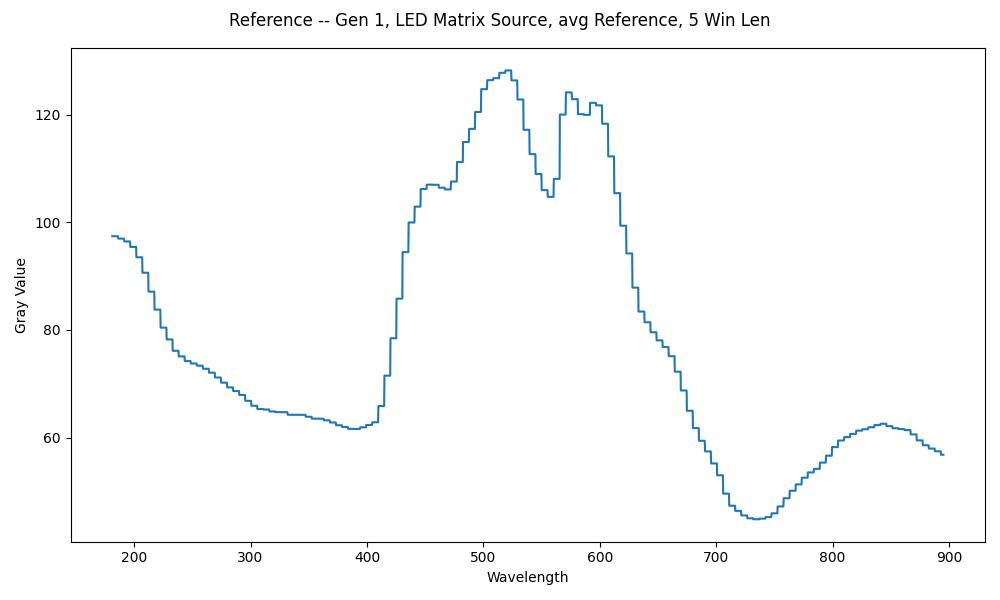 Reference -- Gen 1, LED Matrix Source, avg Reference, 5 Win Len
120
100
80
60
Gray Value
200 300 400 500 600 700 800 900
Wavelength